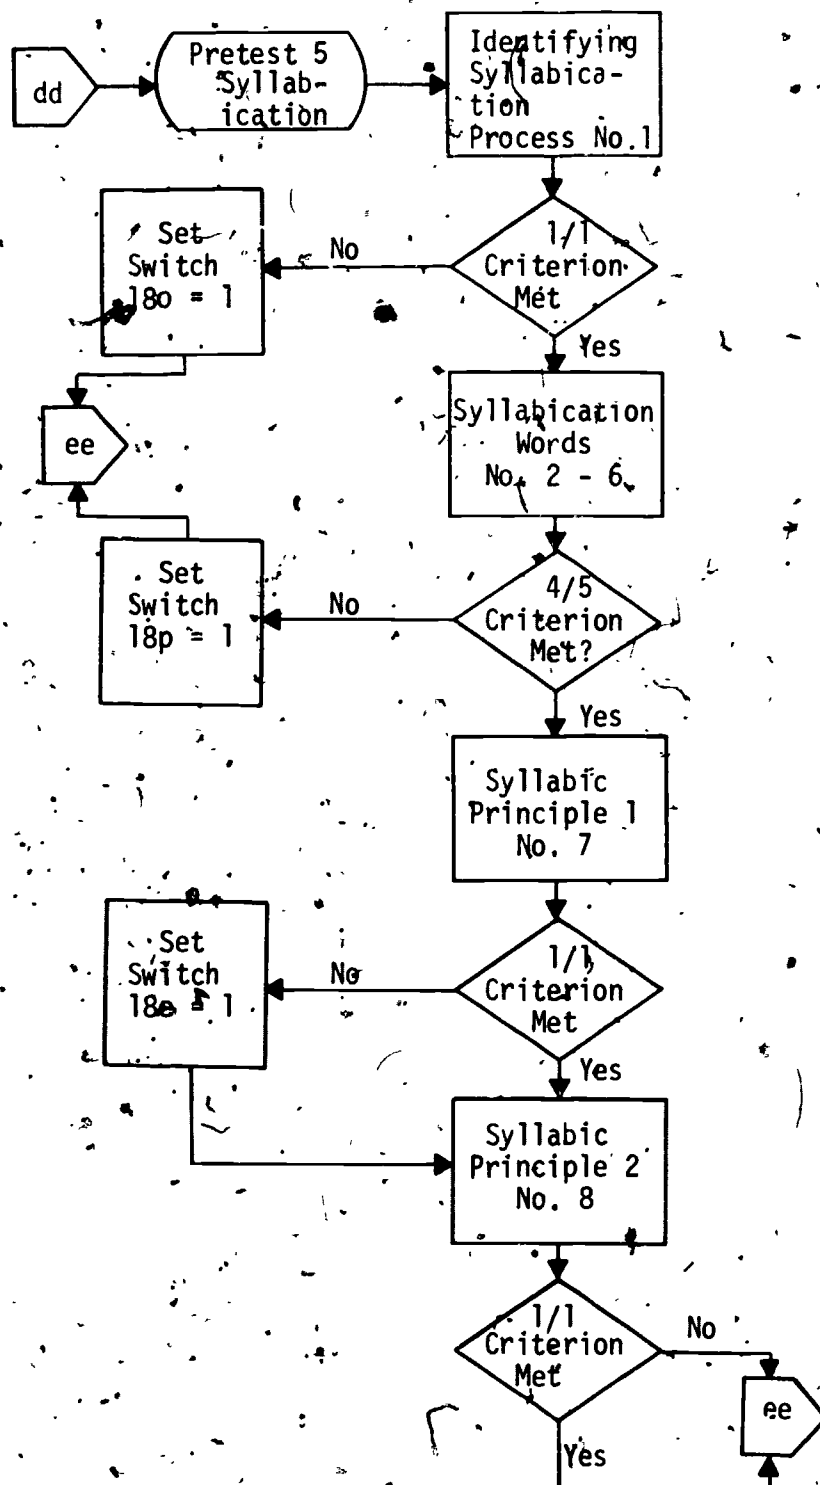 dd
Pretest 5
Syllab-
ication
Identifying
Syllabica-
tion
Process No.1
1/1
Criterion
Met
No
Set
Switch
18o = 1
Yes
ee
Syllabication
Words
No. 2 - 6
4/5
Criterion
Met?
No
Set
Switch
18p = 1
Yes
Syllabic
Principle 1
No. 7
1/1
Criterion
Met
No
Set
Switch
1
Yes
Syllabic
Principle 2
No. 8
1/1
Criterion
Met
No
ee
Yes